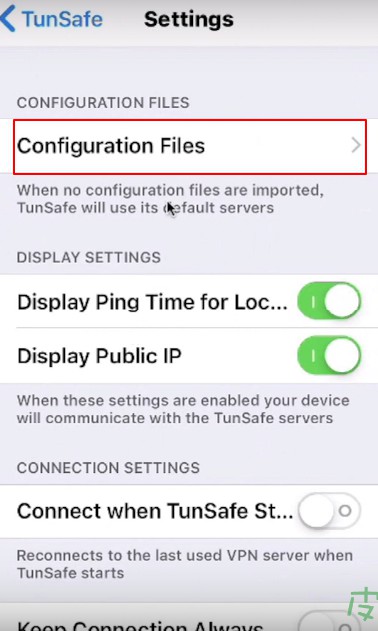 TunSafe Settings
CONFIGURATION FILES
Configuration Files
When no configuration files are imported,
TunSafe will use its default servers
DISPLAY SETTINGS
Display Ping Time for Loc...
Display Public IP
When these settings are enabled your device
will communicate with the TunSafe servers
CONNECTION SETTINGS
Connect when TunSafe St...
Reconnects to the last used VPN server when
TunSafe starts
皮
Keep Connection Always